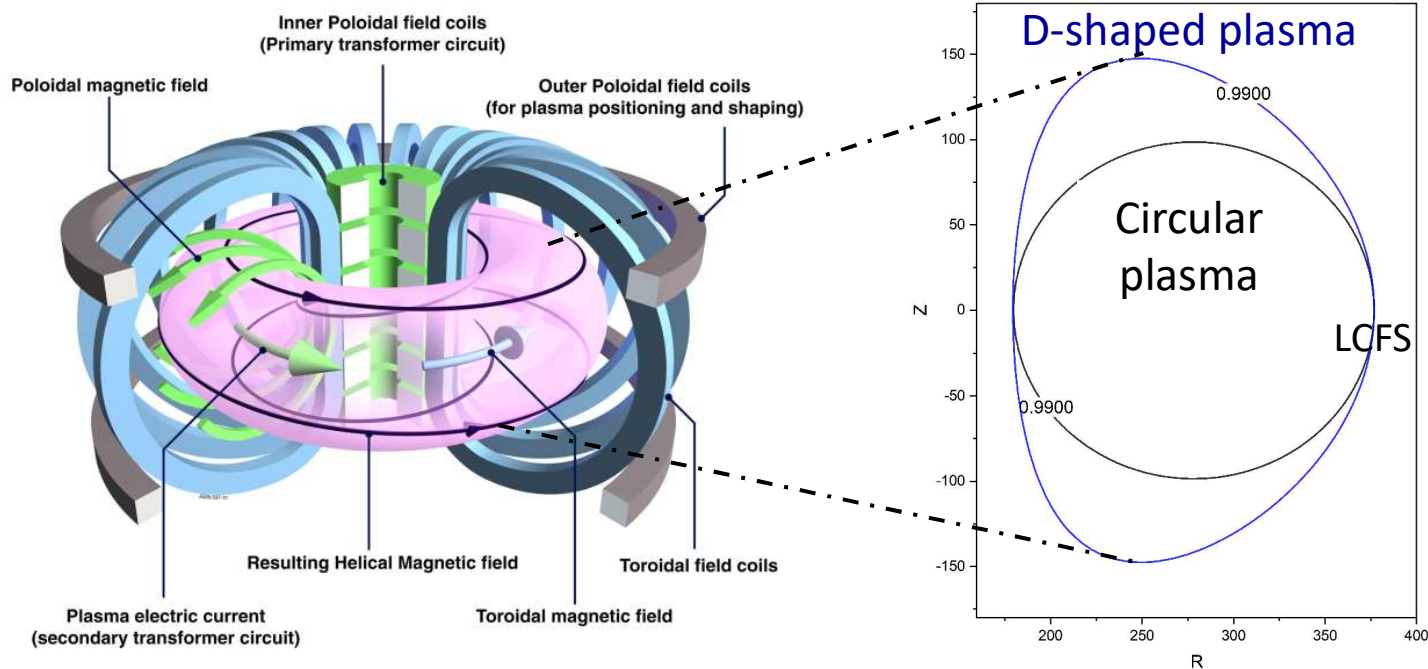 Inner Poloidal field coils
(Primary transformer circuit)
Poloidal magnetic field
Outer Poloidal field coils
(for plasma positioning and shaping)
Resulting Helical Magnetic field
Toroidal field coils
Plasma electric current
(secondary transformer circuit)
Toroidal magnetic field
D-shaped plasma
0.9900
Circular
plasma
LCFS
0.9900
Z
150
100
50
0
-50
-100
-150
200
250
300
350
400
R